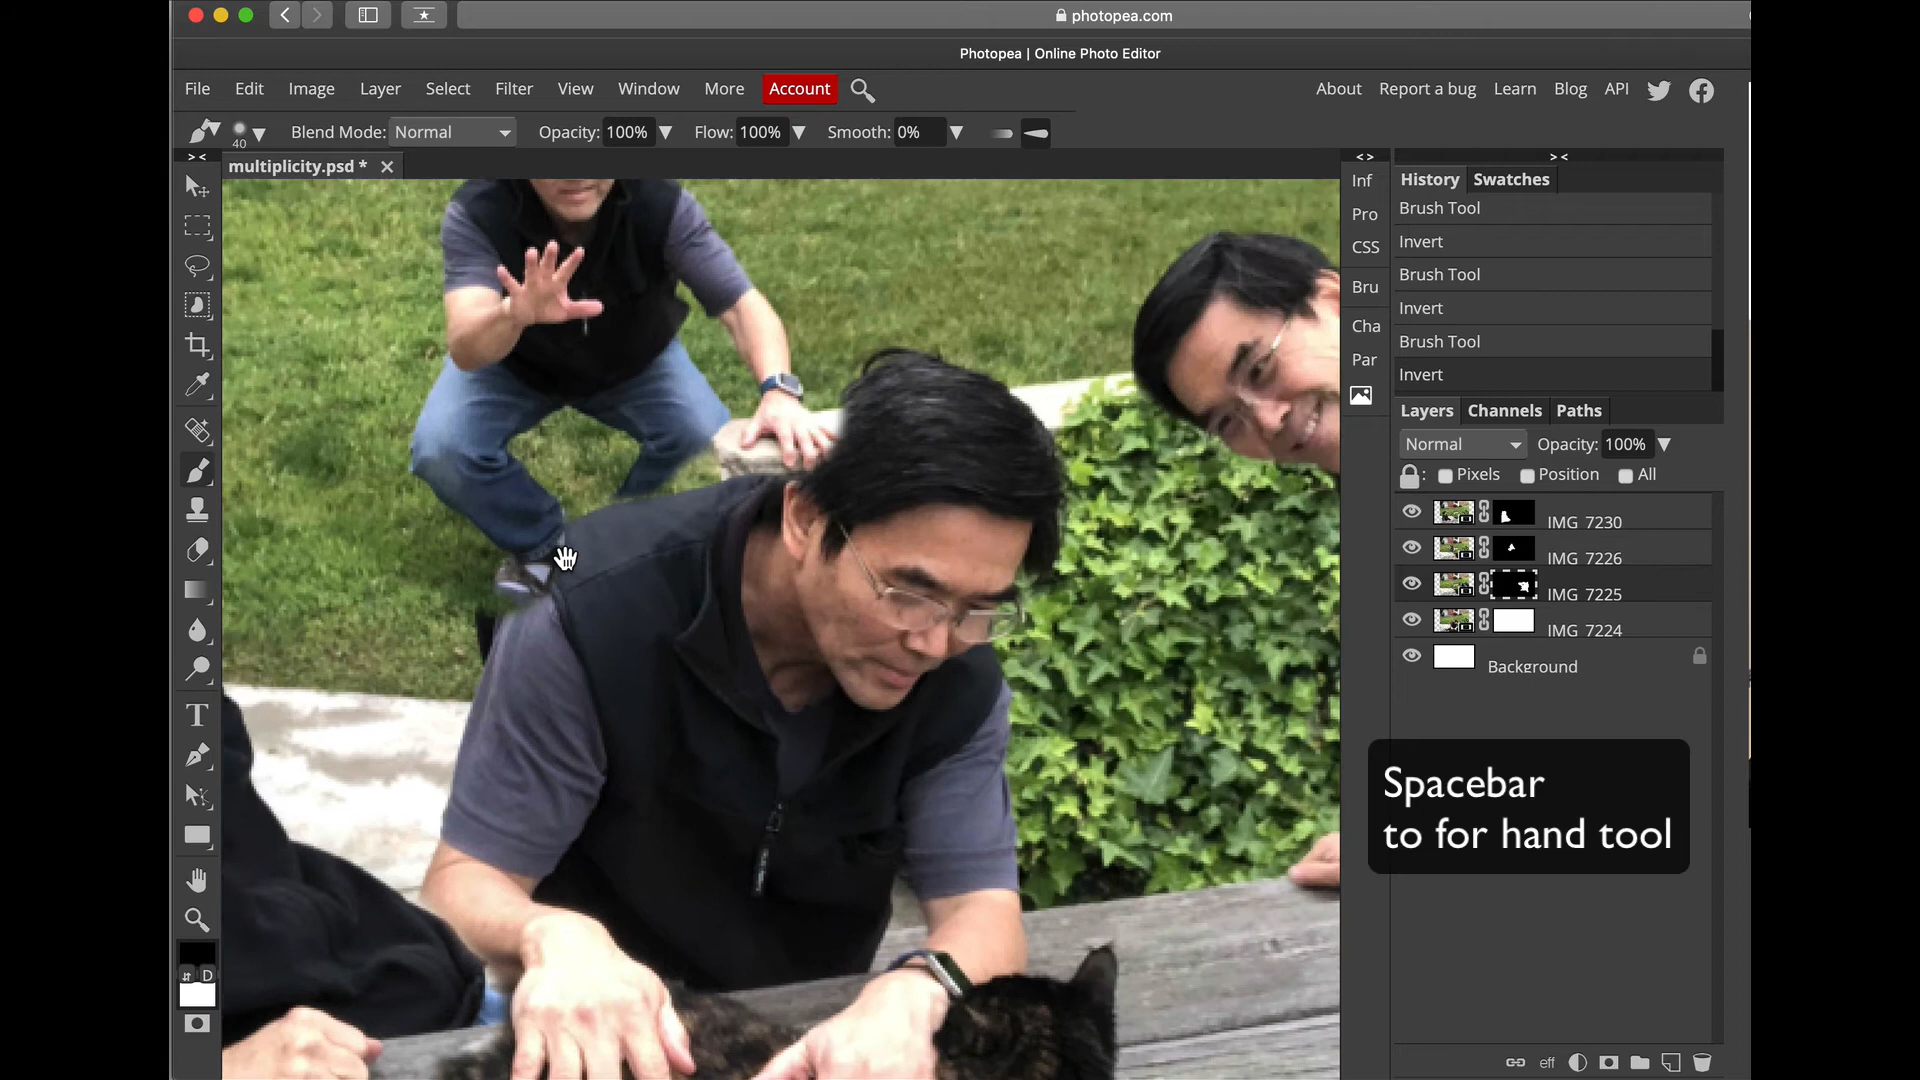 photopea.com
Photopea | Online Photo Editor
File Edit Image Layer Select Filter View Window More Account About Report a bug Learn Blog API
40 Blend Mode: Normal Opacity: 100% Flow: 100% Smooth: 0%
> < < > > <
multiplicity.psd *
Inf
Pro
CSS
Bru
Cha
Par
History Swatches
Brush Tool
Invert
Brush Tool
Invert
Brush Tool
Invert
Layers Channels Paths
Normal Opacity: 100%
: Pixels Position All
IMG 7230
IMG 7226
IMG 7225
IMG 7224
Background
Spacebar
to for hand tool
T
D
eff